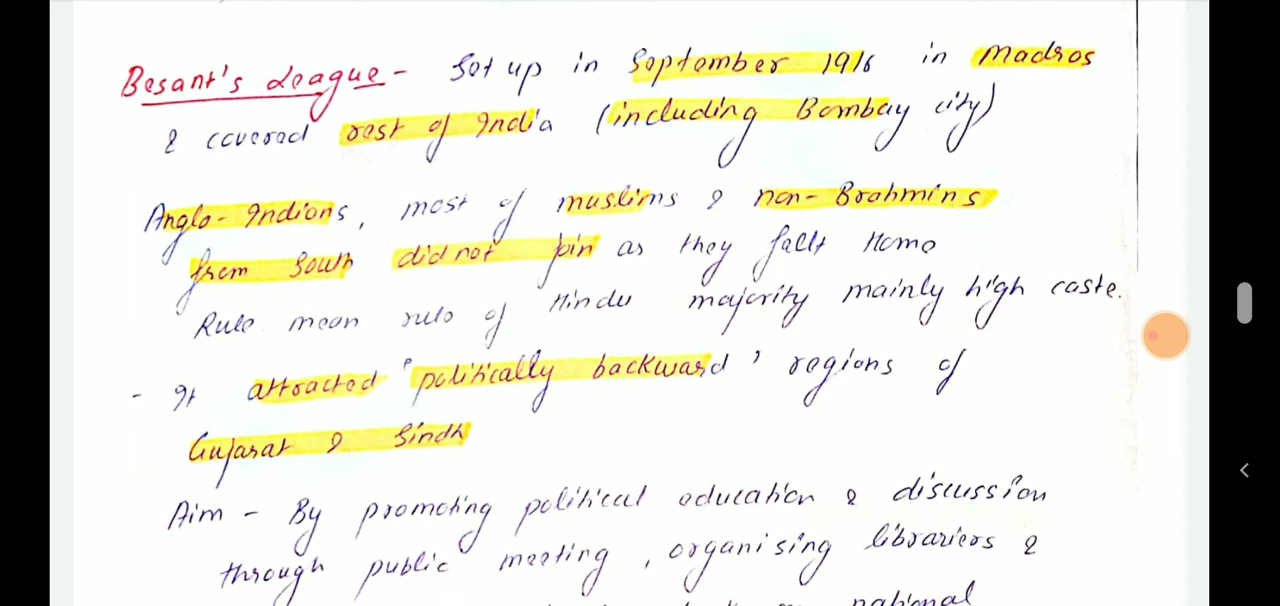 Besant's League - Set up in September 1916 in Madras
& covered rest of India (including Bombay city)
Anglo-Indians, most of muslims & non-Brahmins
from South did not join as they fellt Home
Rule mean rule of Hindu majority mainly high caste.
- It attracted 'politically backward' regions of
Gujarat & Sindh
Aim - By promoting political education & discussion
through public meeting, organising librariers &
national